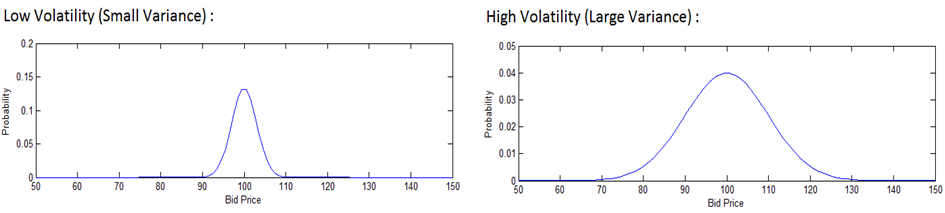 Low Volatility (Small Variance) :
0.2
0.15
0.1
0.05
0
Probability
50 60 70 80 90 100 110 120 130 140 150
Bid Price
High Volatility (Large Variance) :
0.05
0.04
0.03
0.02
0.01
0
Probability
50 60 70 80 90 100 110 120 130 140 150
Bid Price